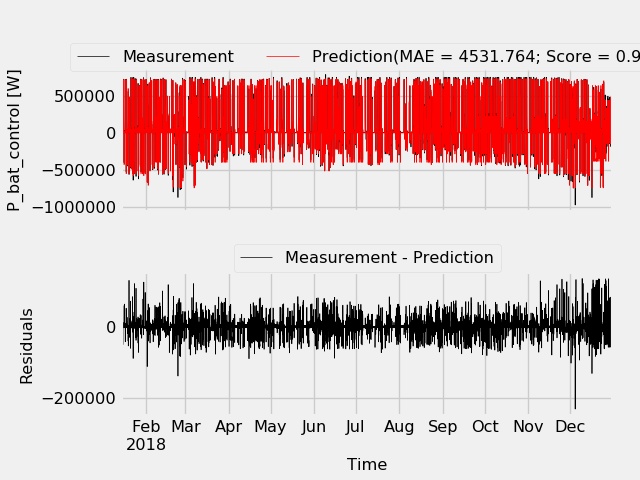 Measurement Prediction(MAE = 4531.764; Score = 0.9
P_bat_control [W]
500000
0
−500000
−1000000
Measurement - Prediction
Residuals
0
−200000
Feb Mar Apr May Jun Jul Aug Sep Oct Nov Dec
2018
Time